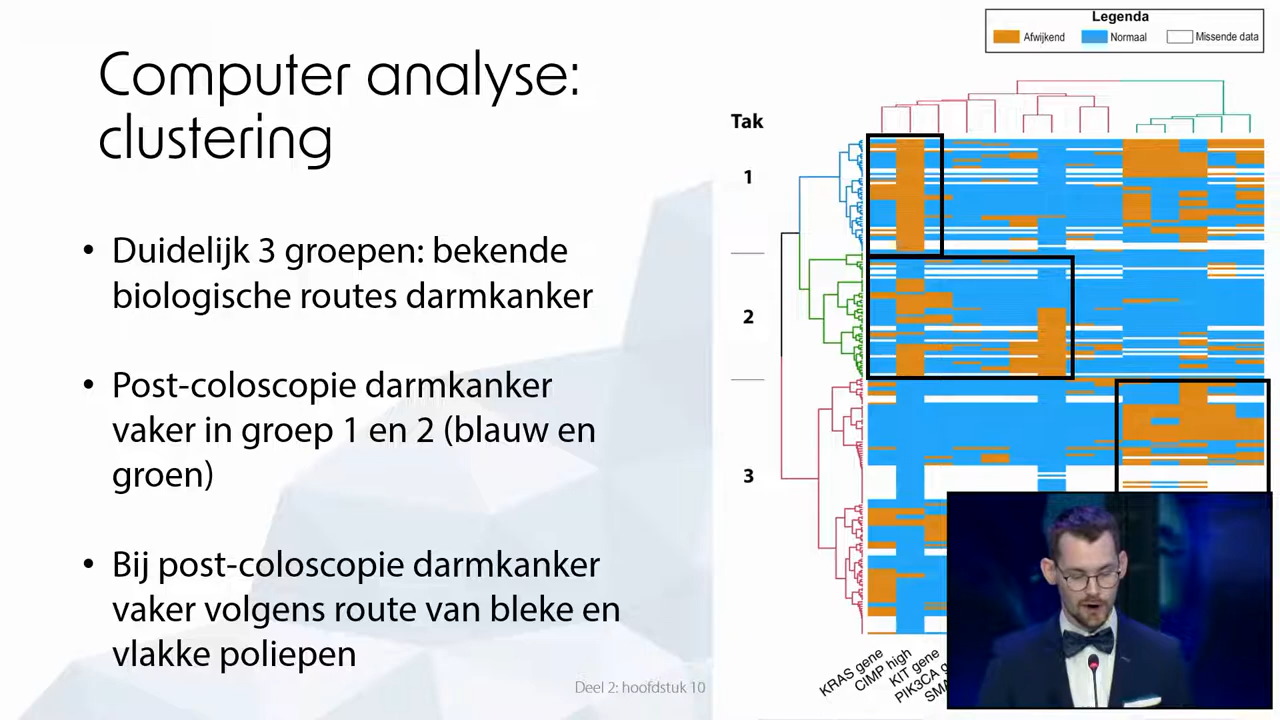 Computer analyse:
clustering
• Duidelijk 3 groepen: bekende
biologische routes darmkanker
• Post-coloscopie darmkanker
vaker in groep 1 en 2 (blauw en
groen)
• Bij post-coloscopie darmkanker
vaker volgens route van bleke en
vlakke poliepen
Deel 2: hoofdstuk 10
Legenda
Afwijkend
Normaal
Missende data
Tak
1
2
3
KRAS gene
CIMP high
KIT gene
PIK3CA